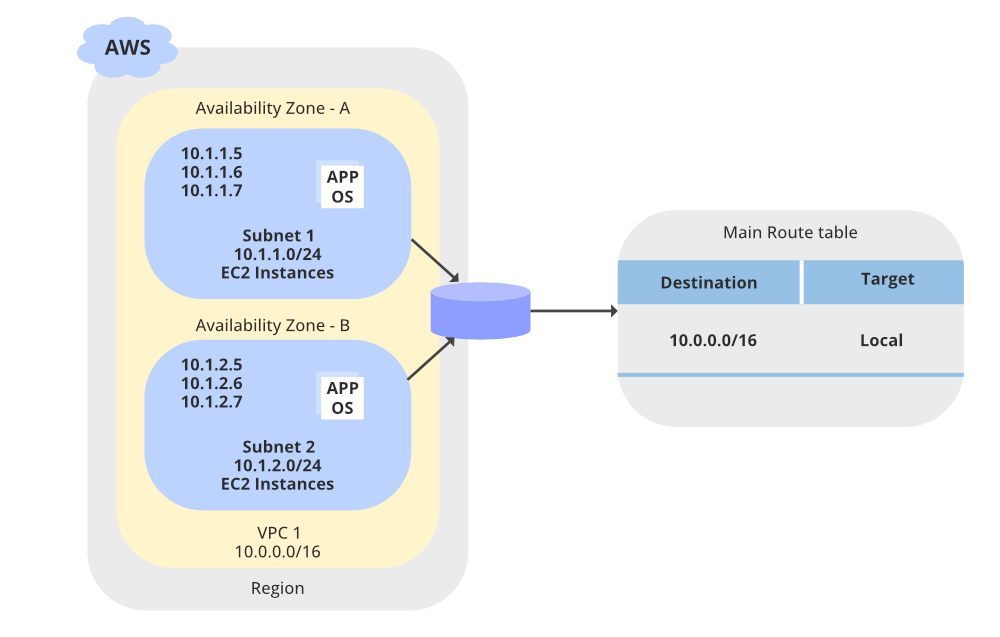 AWS
Availability Zone - A
10.1.1.5
10.1.1.6
10.1.1.7
APP
OS
Subnet 1
10.1.1.0/24
EC2 Instances
Availability Zone - B
10.1.2.5
10.1.2.6
10.1.2.7
APP
OS
Subnet 2
10.1.2.0/24
EC2 Instances
VPC 1
10.0.0.0/16
Region
Main Route table
Destination Target
10.0.0.0/16 Local